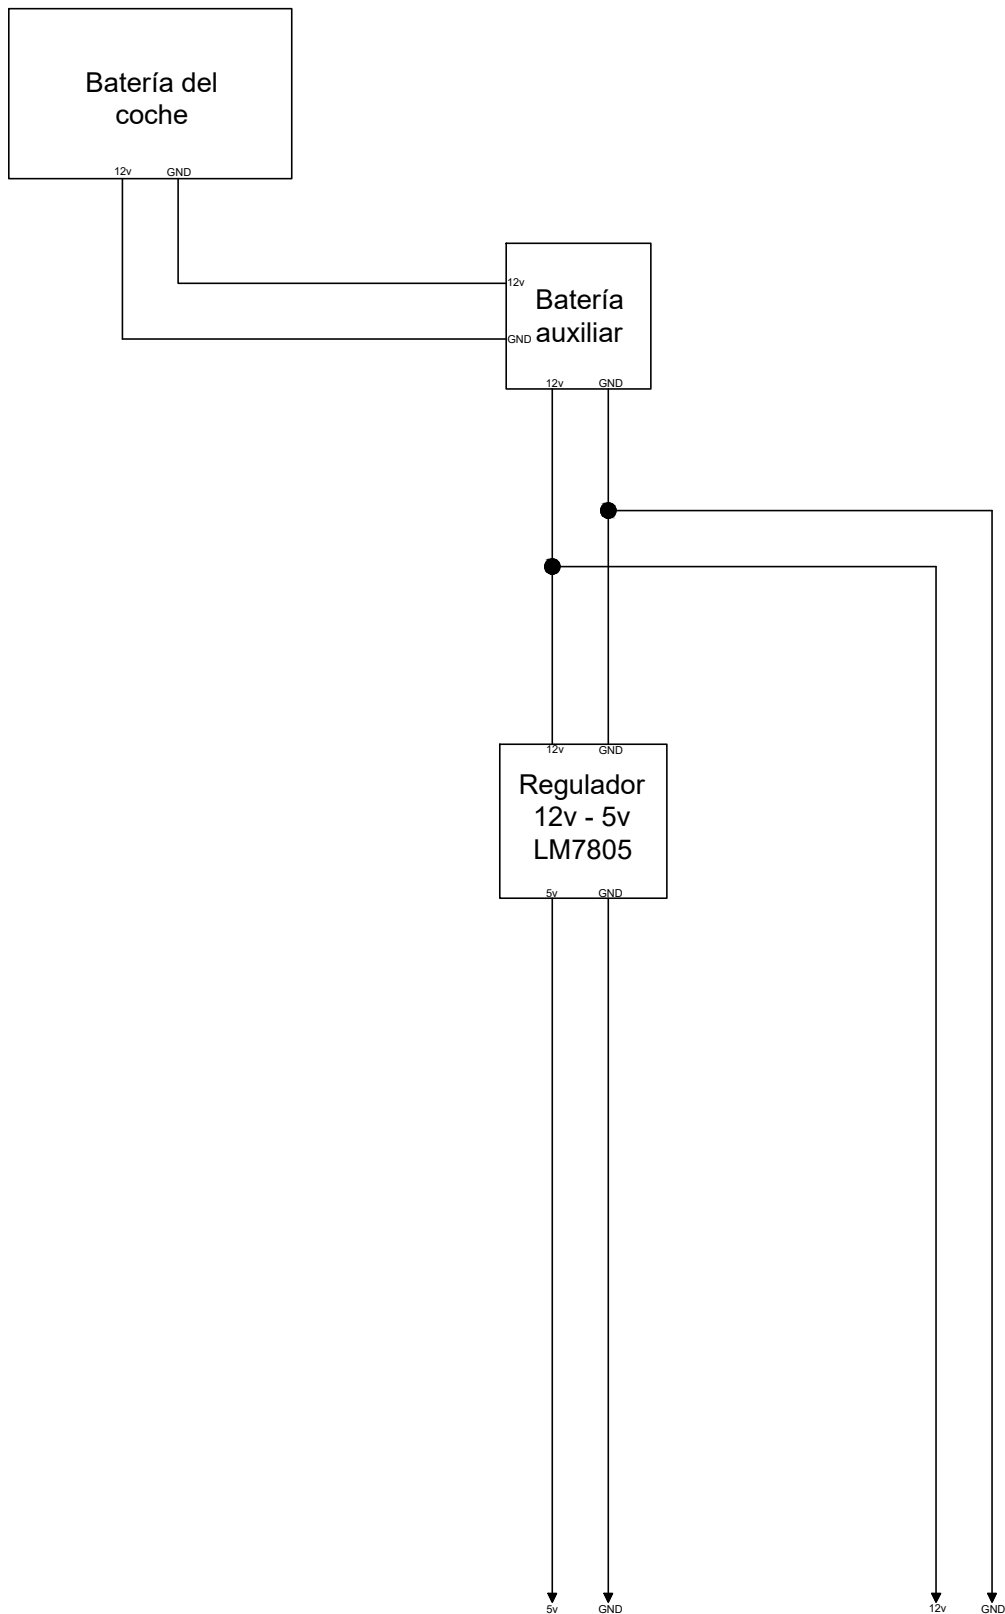 Batería del
coche
12v GND
12v
Batería
GND auxiliar
12v GND
12v GND
Regulador
12v - 5v
LM7805
5v GND
5v GND 12v GND